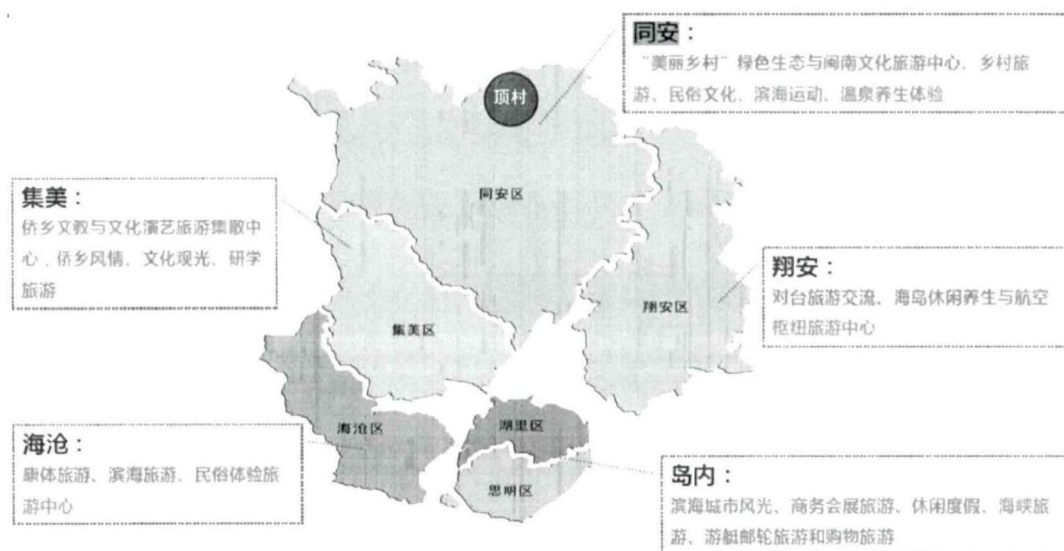 同安：
“美丽乡村”绿色生态与闽南文化旅游中心、乡村旅
游、民俗文化、滨海运动、温泉养生体验
顶村
同安区
集美：
侨乡文教与文化演艺旅游集散中
心，侨乡风情、文化观光、研学
旅游
翔安：
对台旅游交流、海岛休闲养生与航空
枢纽旅游中心
翔安区
集美区
海沧区
湖里区
思明区
海沧：
康体旅游、滨海旅游、民俗体验旅
游中心
岛内：
滨海城市风光、商务会展旅游、休闲度假、海峡旅
游、游艇邮轮旅游和购物旅游